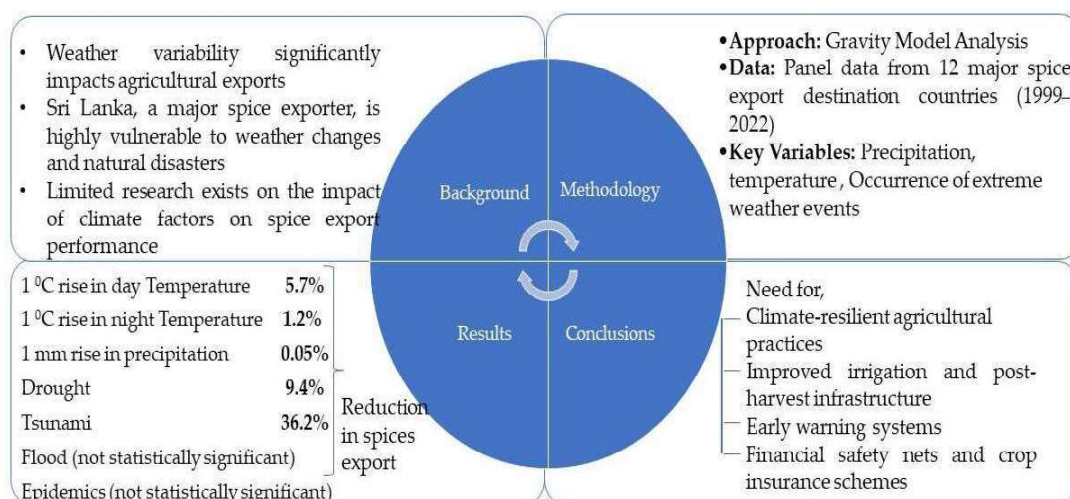 • Weather variability significantly
impacts agricultural exports
• Sri Lanka, a major spice exporter, is
highly vulnerable to weather changes
and natural disasters
• Limited research exists on the impact
of climate factors on spice export
performance
•Approach: Gravity Model Analysis
•Data: Panel data from 12 major spice
export destination countries (1999–
2022)
•Key Variables: Precipitation,
temperature , Occurrence of extreme
weather events
Background
Methodology
Results
Conclusions
1 ⁰C rise in day Temperature 5.7%
1 ⁰C rise in night Temperature 1.2%
1 mm rise in precipitation 0.05%
Drought 9.4%
Tsunami 36.2%
Flood (not statistically significant)
Epidemics (not statistically significant)
Reduction
in spices
export
Need for,
Climate-resilient agricultural
practices
Improved irrigation and post-
harvest infrastructure
Early warning systems
Financial safety nets and crop
insurance schemes